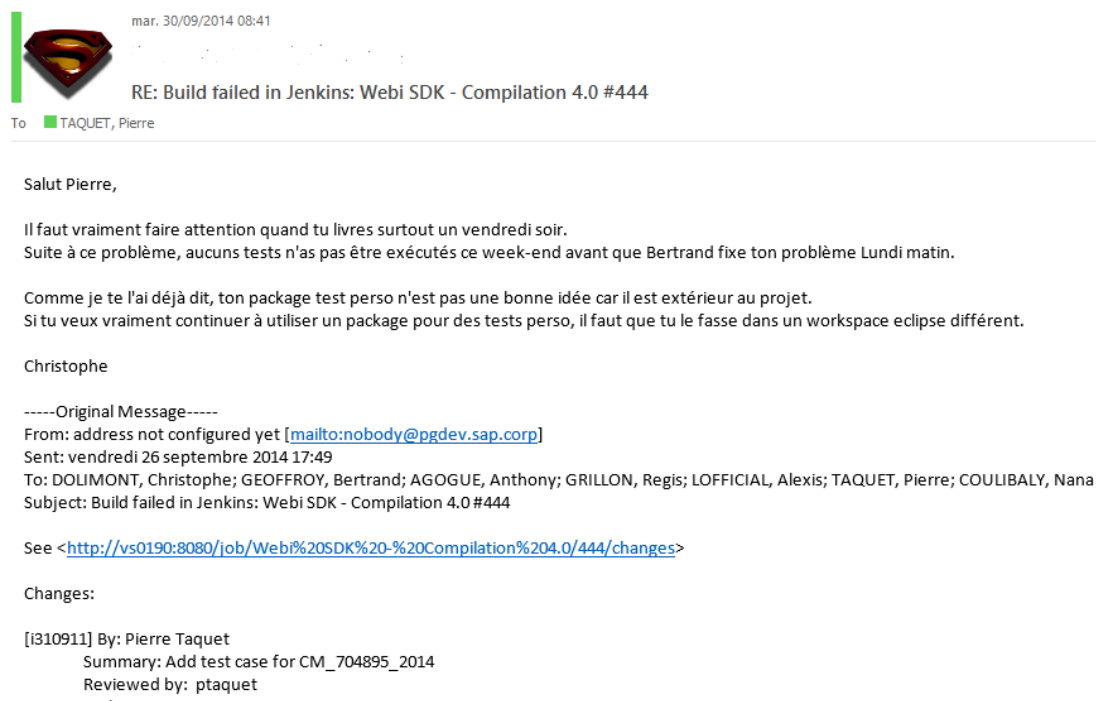 mar. 30/09/2014 08:41
RE: Build failed in Jenkins: Webi SDK - Compilation 4.0 #444
To TAQUET, Pierre
Salut Pierre,
Il faut vraiment faire attention quand tu livres surtout un vendredi soir.
Suite à ce problème, aucuns tests n'as pas être exécutés ce week-end avant que Bertrand fixe ton problème Lundi matin.
Comme je te l'ai déjà dit, ton package test perso n'est pas une bonne idée car il est extérieur au projet.
Si tu veux vraiment continuer à utiliser un package pour des tests perso, il faut que tu le fasse dans un workspace eclipse différent.
Christophe
-----Original Message-----
From: address not configured yet [mailto:nobody@pgdev.sap.corp]
Sent: vendredi 26 septembre 2014 17:49
To: DOLIMONT, Christophe; GEOFFROY, Bertrand; AGOGUE, Anthony; GRILLON, Regis; LOFFICIAL, Alexis; TAQUET, Pierre; COULIBALY, Nana
Subject: Build failed in Jenkins: Webi SDK - Compilation 4.0 #444
See <http://vs0190:8080/job/Webi%20SDK%20-%20Compilation%204.0/444/changes>
Changes:
[i310911] By: Pierre Taquet
Summary: Add test case for CM_704895_2014
Reviewed by: ptaquet